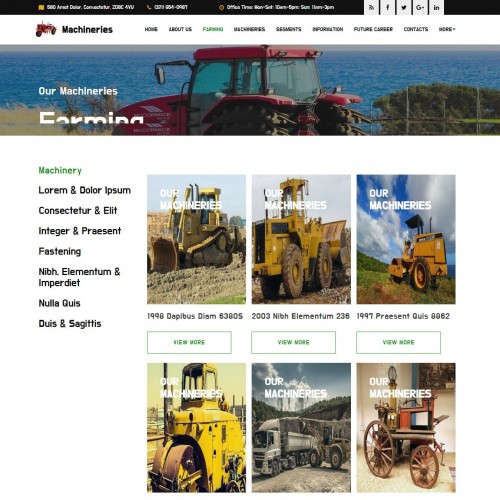 580 Amet Dolor, Consectetur, ZG8C 4VU
(321) 654-0987
Office Time: Mon-Sat: 10am-6pm; Sun: 11am-3pm
Machineries
HOME ABOUT US FARMING MACHINERIES SEGMENTS INFORMATION FUTURE CAREER CONTACTS MORE
Our Machineries
Farming
McCORMICK
Machinery
Lorem & Dolor Ipsum
Consectetur & Elit
Integer & Praesent
Fastening
Nibh, Elementum &
Imperdiet
Nulla Quis
Duis & Sagittis
OUR
MACHINERIES
1998 Dapibus Diam 6380S
VIEW MORE
OUR
MACHINERIES
2003 Nibh Elementum 236
VIEW MORE
OUR
MACHINERIES
1997 Praesent Quis 8862
VIEW MORE
OUR
MACHINERIES
OUR
MACHINERIES
OUR
MACHINERIES